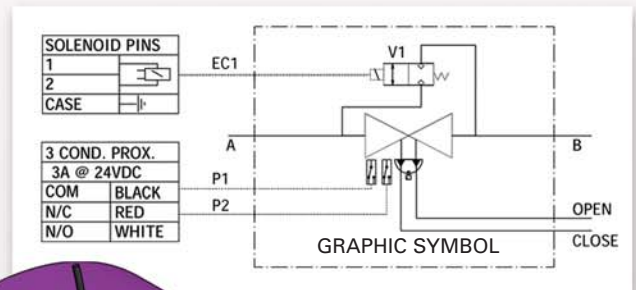 SOLENOID PINS
1
2
CASE
EC1
V1
A
B
3 COND. PROX.
3A @ 24VDC
COM BLACK
N/C RED
N/O WHITE
P1
P2
OPEN
CLOSE
GRAPHIC SYMBOL